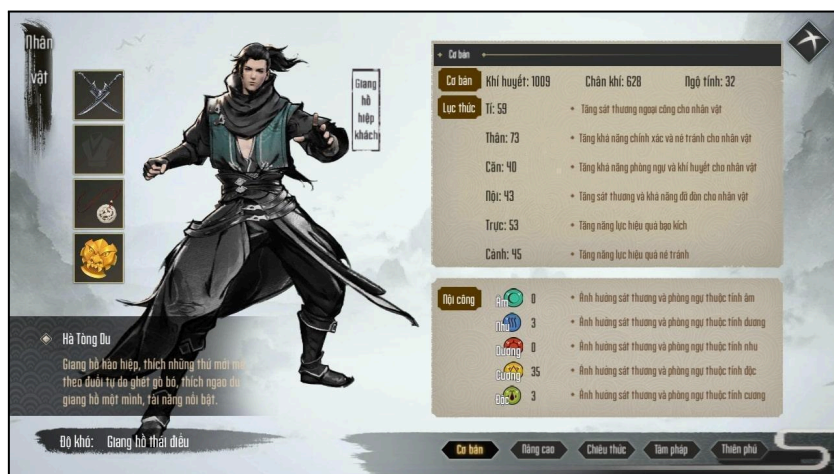 Nhân
vật
Giang
hồ
hiệp
khách
Hà Tòng Du
Giang hồ hào hiệp, thích những thú mới mẻ
theo đuổi tự do ghét gò bó, thích ngao du
giang hồ một mình, tài năng nổi bật.
Độ khó: Giang hồ thái điểu
Cơ bản
Cơ bản Khí huyết: 1009 Chân khí: 628 Ngộ tính: 32
Lục thức Tí: 59 Tăng sát thương ngoại công cho nhân vật
Thân: 73 Tăng khả năng chính xác và né tránh cho nhân vật
Căn: 40 Tăng khả năng phòng ngự và khí huyết cho nhân vật
Nội: 43 Tăng sát thương và khả năng đỡ đòn cho nhân vật
Trực: 53 Tăng năng lực hiệu quả bạo kích
Cảnh: 45 Tăng năng lực hiệu quả né tránh
Nội công Âm 0 Ảnh hưởng sát thương và phòng ngự thuộc tính âm
Nhu 3 Ảnh hưởng sát thương và phòng ngự thuộc tính dương
Dương 0 Ảnh hưởng sát thương và phòng ngự thuộc tính nhu
Cương 35 Ảnh hưởng sát thương và phòng ngự thuộc tính độc
Độc 3 Ảnh hưởng sát thương và phòng ngự thuộc tính cương
Cơ bản Nâng cao Chiêu thức Tâm pháp Thiên phú